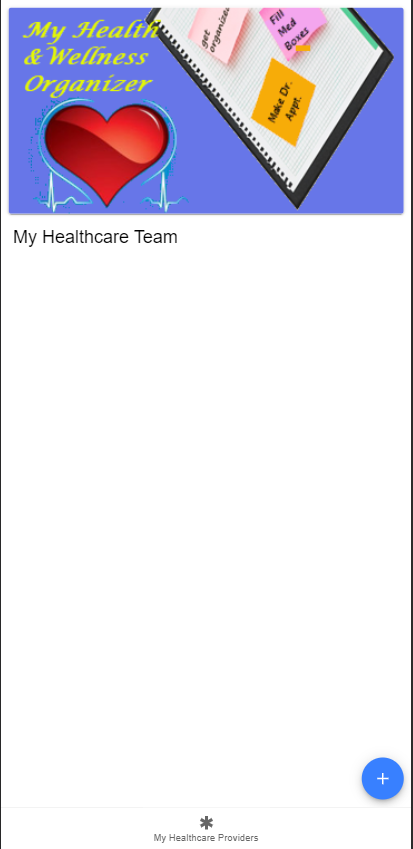 My Health
& Wellness
Organizer
get
organized
Fill
Med
Boxes
Make Dr.
Appt.
My Healthcare Team
+
My Healthcare Providers